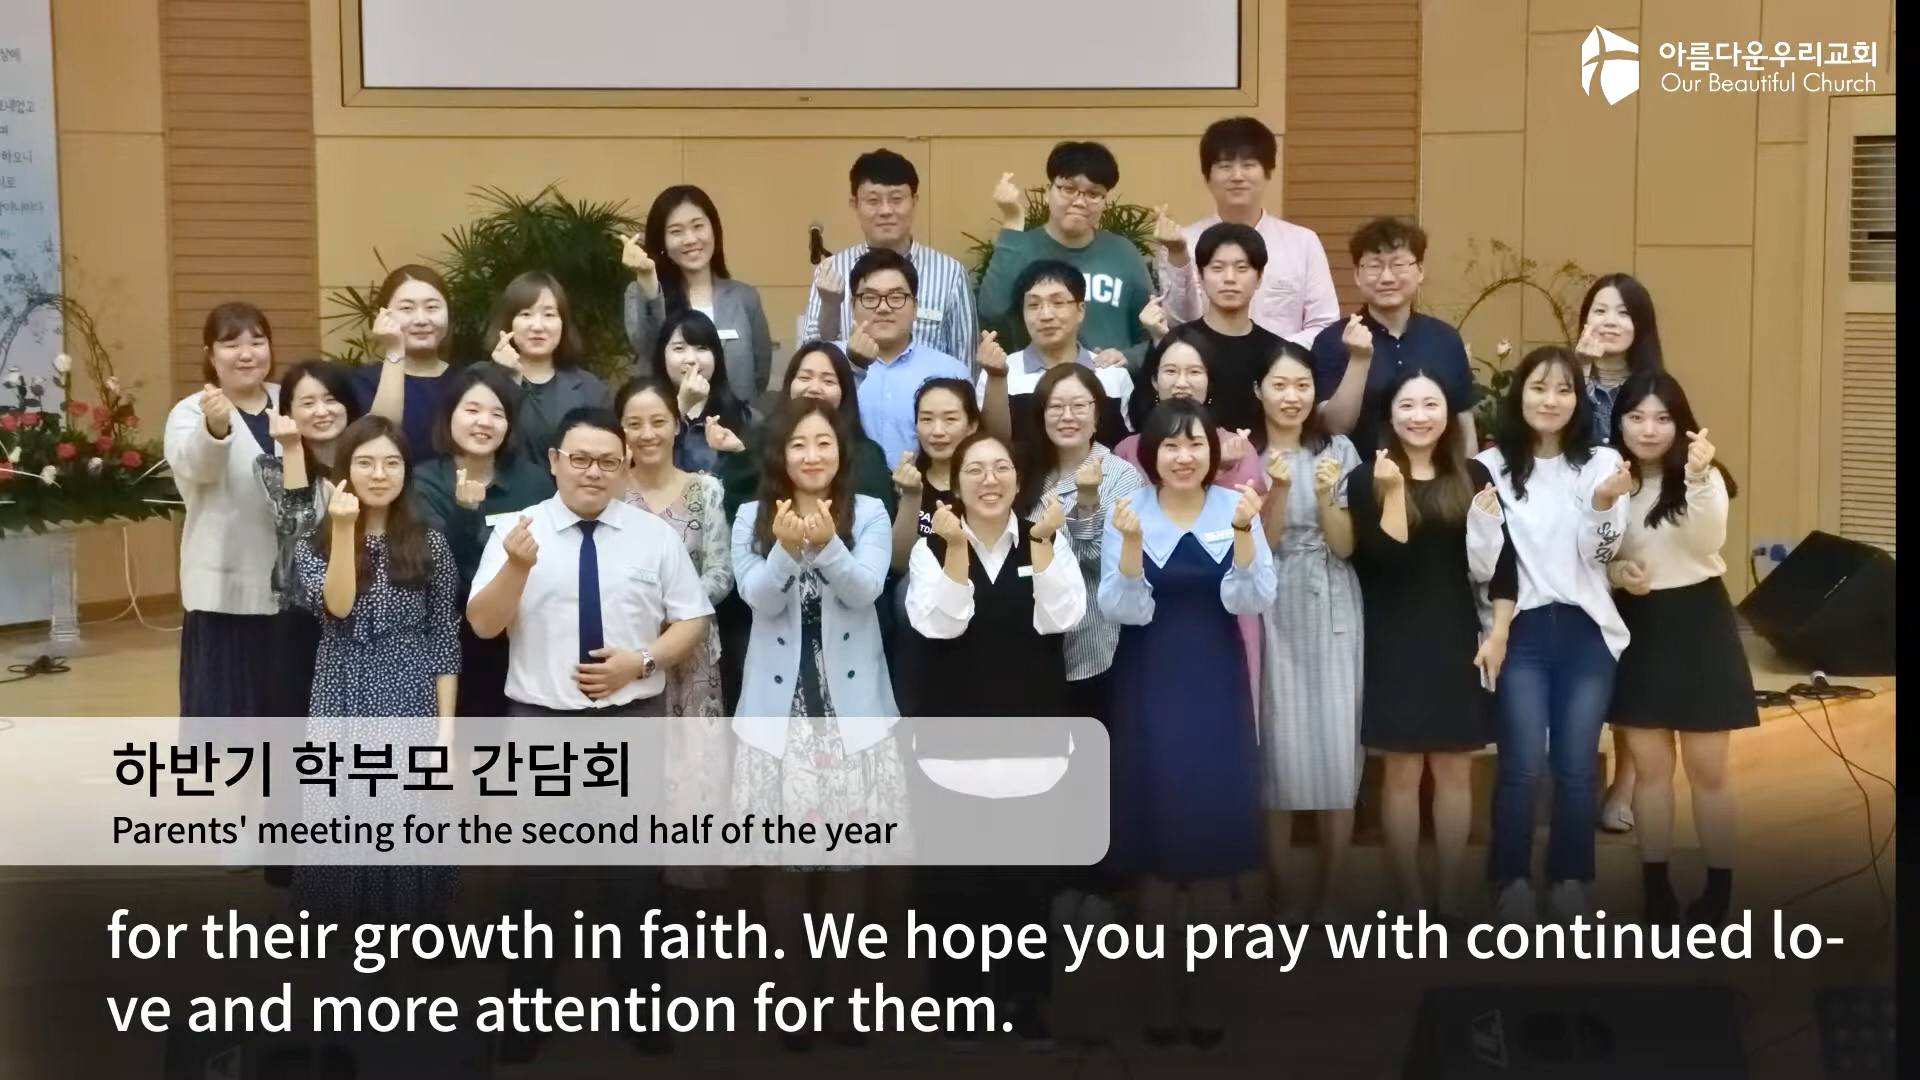 아름다운우리교회
Our Beautiful Church
하반기 학부모 간담회
Parents' meeting for the second half of the year
for their growth in faith. We hope you pray with continued lo-
ve and more attention for them.